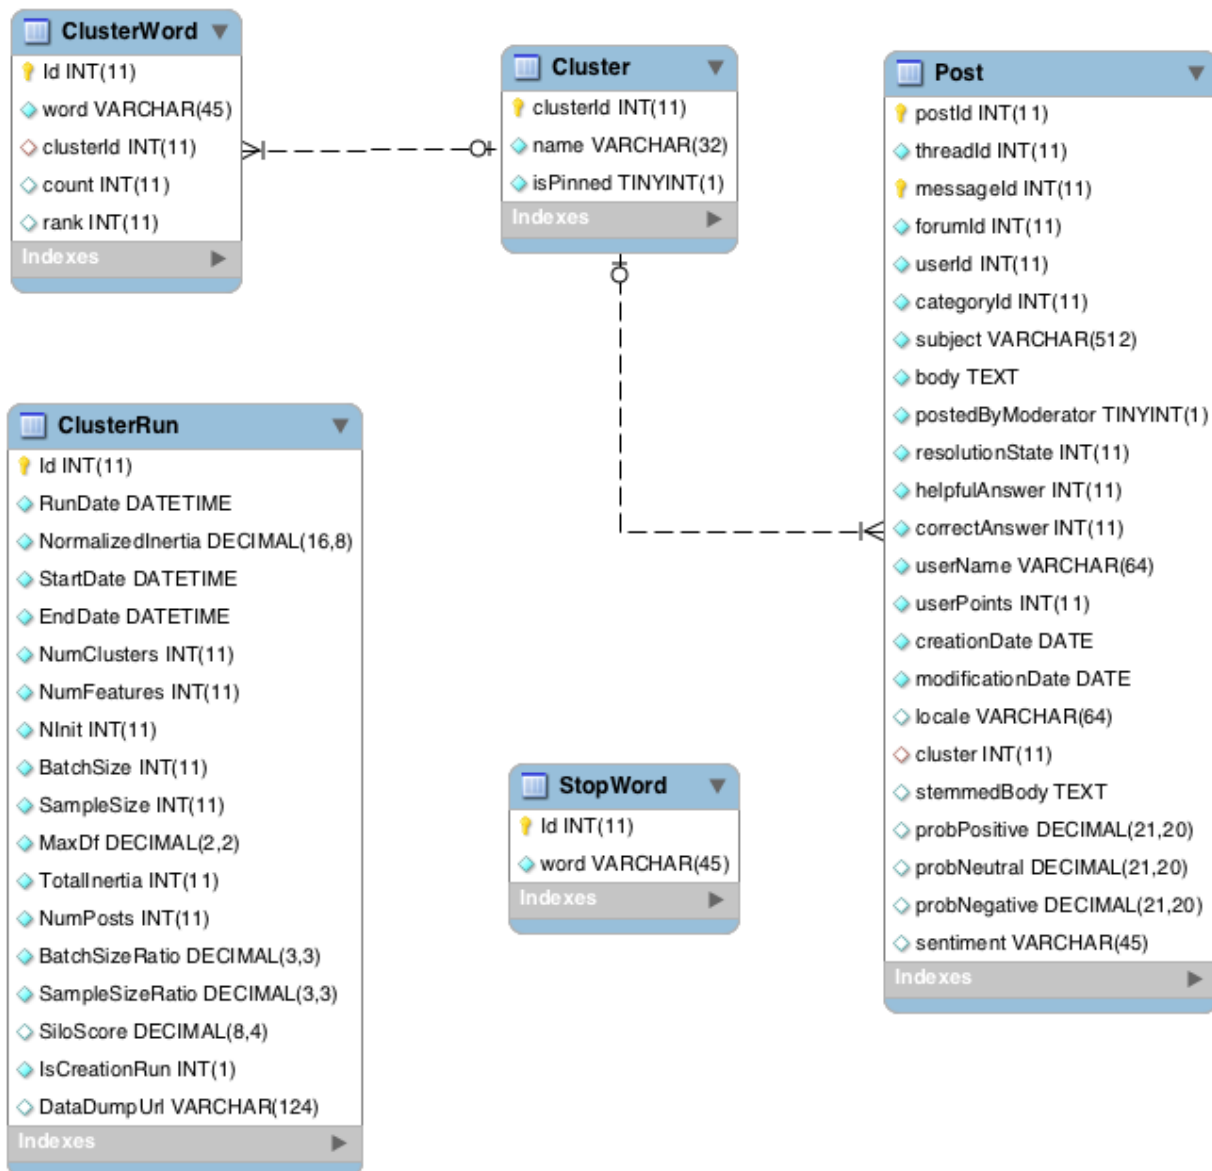 ClusterWord
Id INT(11)
word VARCHAR(45)
clusterId INT(11)
count INT(11)
rank INT(11)
Indexes
Cluster
clusterId INT(11)
name VARCHAR(32)
isPinned TINYINT(1)
Indexes
Post
postId INT(11)
threadId INT(11)
messageId INT(11)
forumId INT(11)
userId INT(11)
categoryId INT(11)
subject VARCHAR(512)
body TEXT
postedByModerator TINYINT(1)
resolutionState INT(11)
helpfulAnswer INT(11)
correctAnswer INT(11)
userName VARCHAR(64)
userPoints INT(11)
creationDate DATE
modificationDate DATE
locale VARCHAR(64)
cluster INT(11)
stemmedBody TEXT
probPositive DECIMAL(21,20)
probNeutral DECIMAL(21,20)
probNegative DECIMAL(21,20)
sentiment VARCHAR(45)
Indexes
ClusterRun
Id INT(11)
RunDate DATETIME
NormalizedInertia DECIMAL(16,8)
StartDate DATETIME
EndDate DATETIME
NumClusters INT(11)
NumFeatures INT(11)
NInit INT(11)
BatchSize INT(11)
SampleSize INT(11)
MaxDf DECIMAL(2,2)
TotalInertia INT(11)
NumPosts INT(11)
BatchSizeRatio DECIMAL(3,3)
SampleSizeRatio DECIMAL(3,3)
SiloScore DECIMAL(8,4)
IsCreationRun INT(1)
DataDumpUrl VARCHAR(124)
Indexes
StopWord
Id INT(11)
word VARCHAR(45)
Indexes